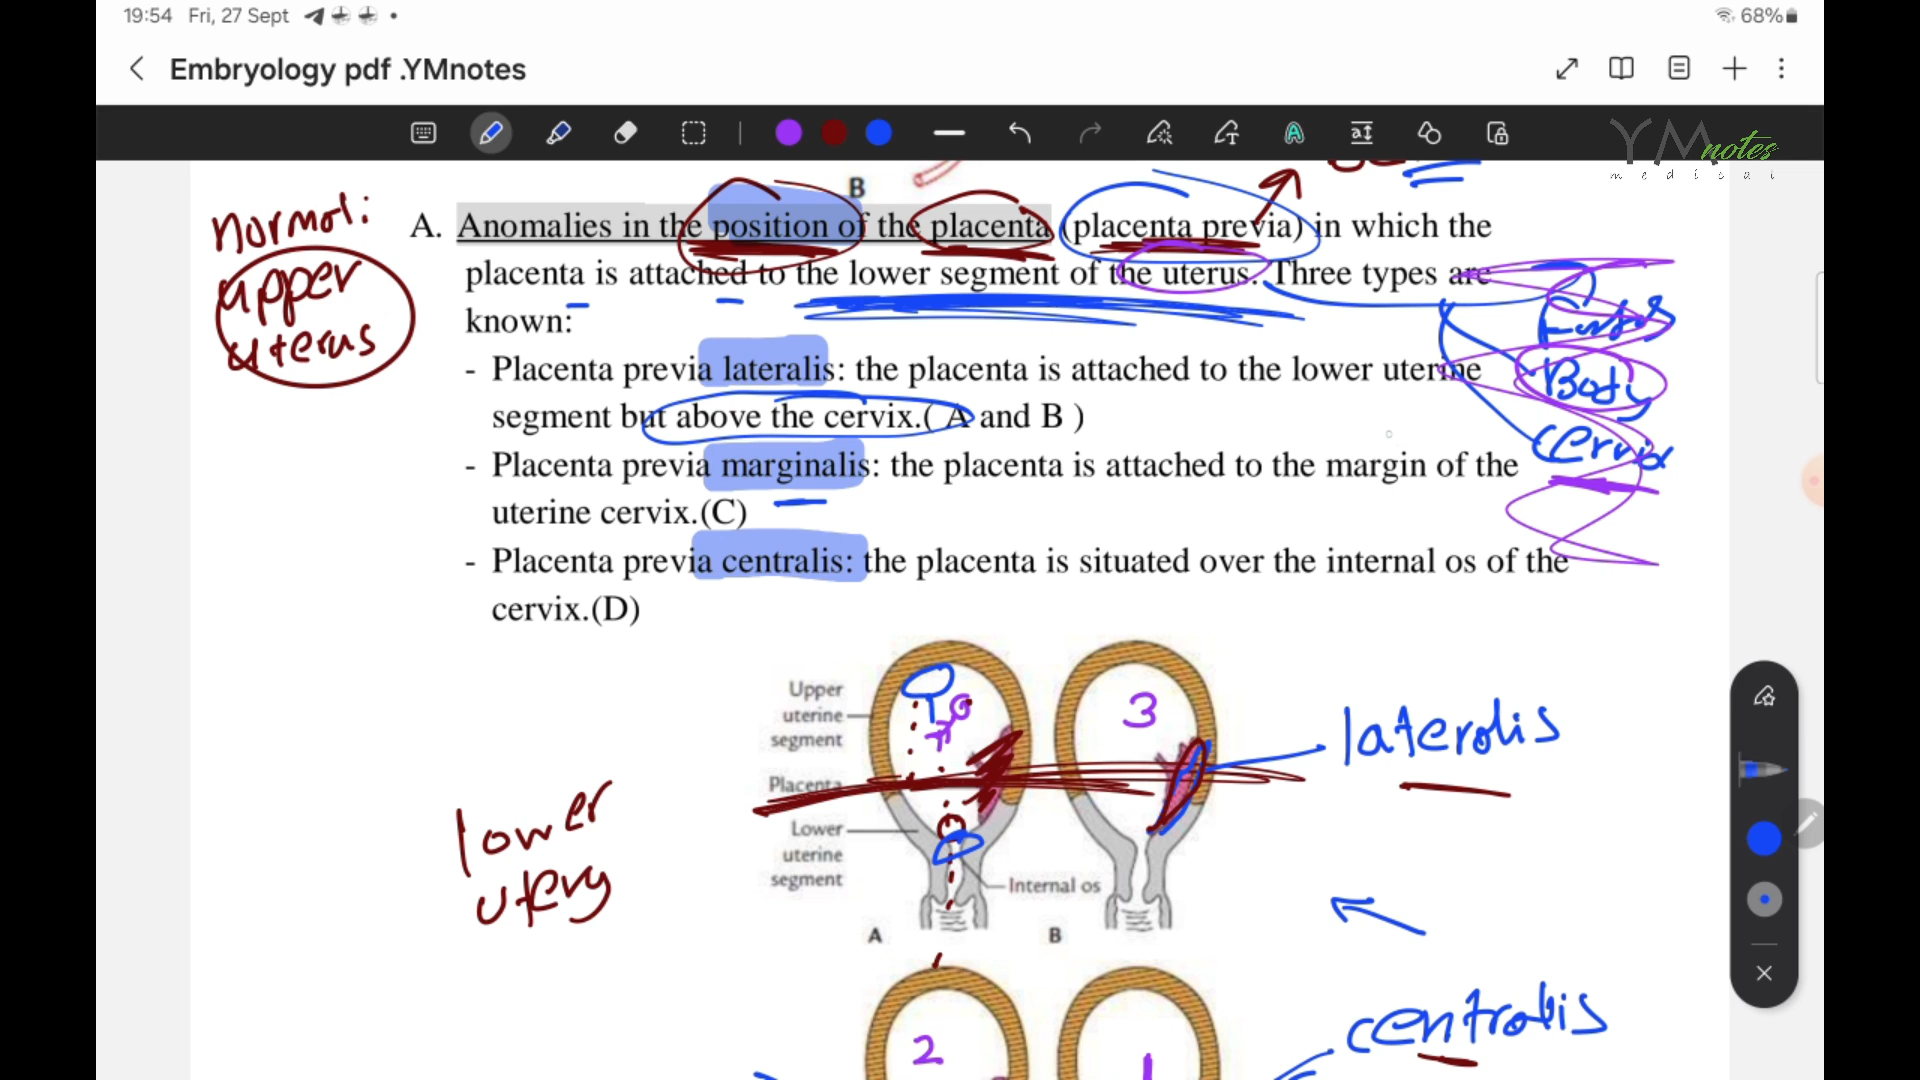 19:54 Fri, 27 Sept
68%
Embryology pdf .YMnotes
YM notes
medical
B
normal:
upper
uterus
A. Anomalies in the position of the placenta (placenta previa) in which the
placenta is attached to the lower segment of the uterus. Three types are
known:
Body
cervix
- Placenta previa lateralis: the placenta is attached to the lower uterine
segment but above the cervix.( A and B )
- Placenta previa marginalis: the placenta is attached to the margin of the
uterine cervix.(C)
- Placenta previa centralis: the placenta is situated over the internal os of the
cervix.(D)
Upper
uterine
segment
3
lateralis
Placenta
lower
Lower
uterine
segment
Internal os
A
B
centralis
2
1